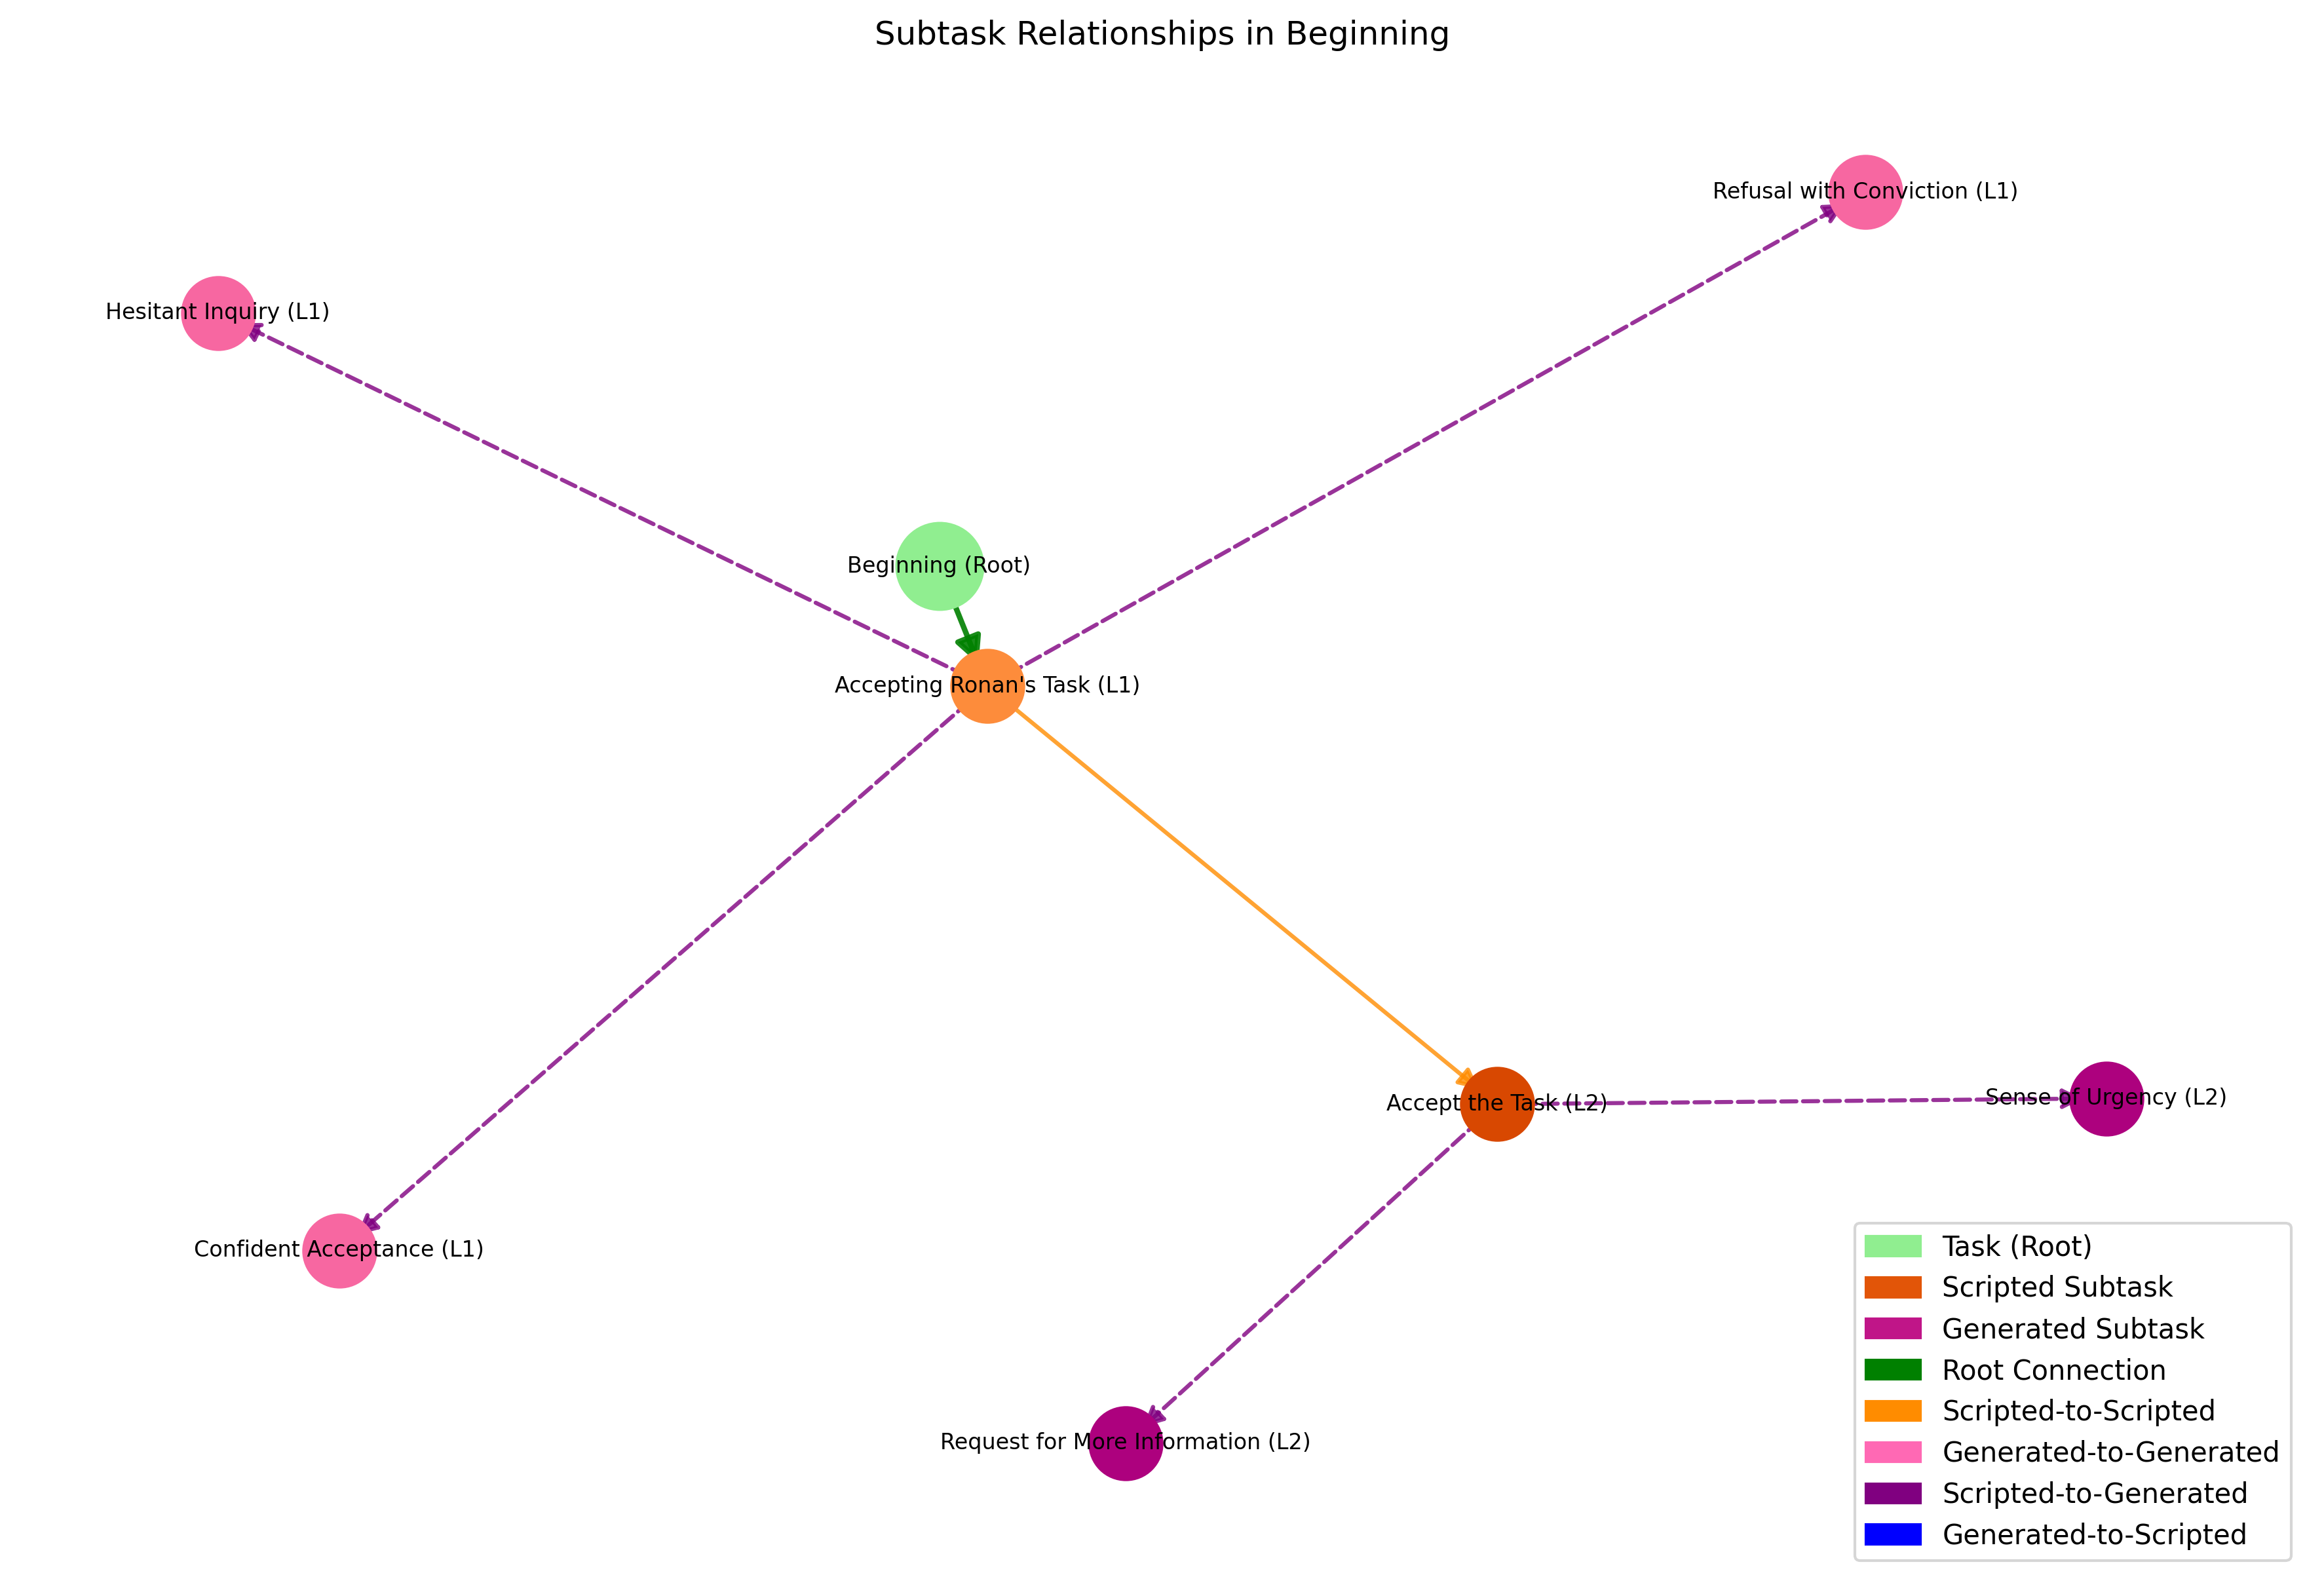 Subtask Relationships in Beginning
Refusal with Conviction (L1)
Hesitant Inquiry (L1)
Beginning (Root)
Accepting Ronan's Task (L1)
Accept the Task (L2)
Sense of Urgency (L2)
Confident Acceptance (L1)
Request for More Information (L2)
Task (Root)
Scripted Subtask
Generated Subtask
Root Connection
Scripted-to-Scripted
Generated-to-Generated
Scripted-to-Generated
Generated-to-Scripted